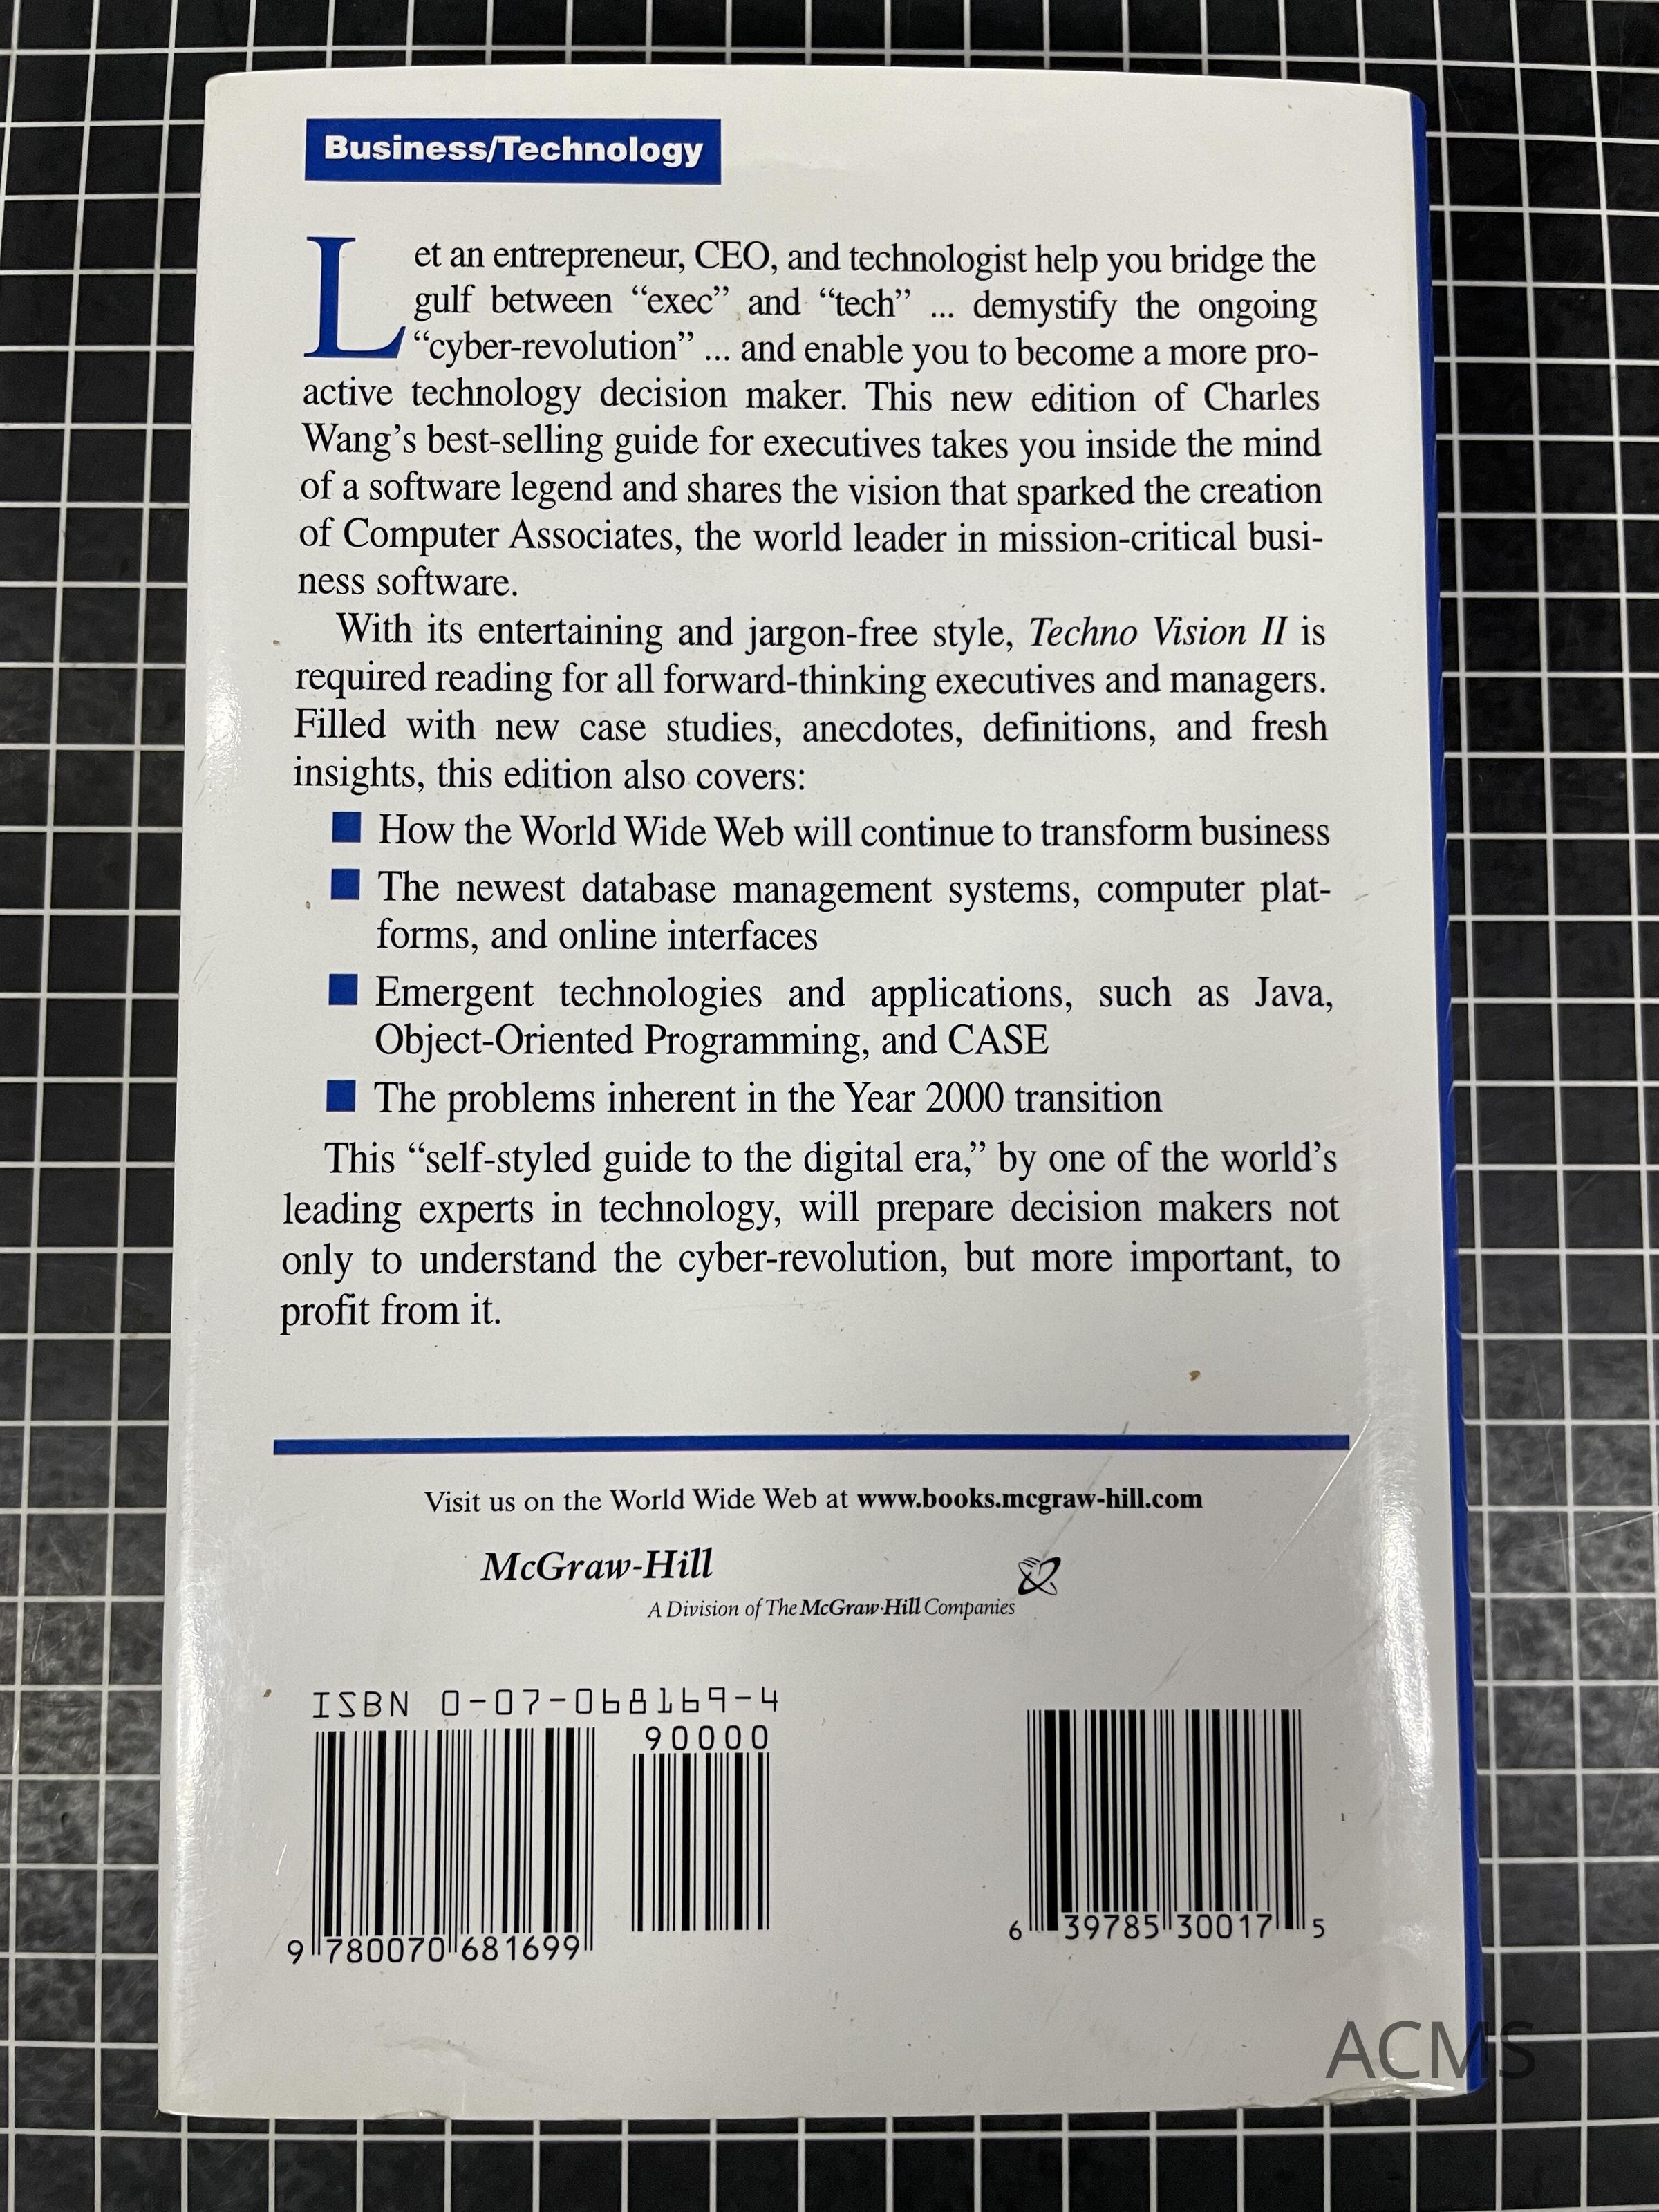 Business/Technology
Let an entrepreneur, CEO, and technologist help you bridge the
gulf between “exec” and “tech” ... demystify the ongoing
“cyber-revolution” ... and enable you to become a more pro-
active technology decision maker. This new edition of Charles
Wang’s best-selling guide for executives takes you inside the mind
of a software legend and shares the vision that sparked the creation
of Computer Associates, the world leader in mission-critical busi-
ness software.
With its entertaining and jargon-free style, Techno Vision II is
required reading for all forward-thinking executives and managers.
Filled with new case studies, anecdotes, definitions, and fresh
insights, this edition also covers:
■ How the World Wide Web will continue to transform business
■ The newest database management systems, computer plat-
forms, and online interfaces
■ Emergent technologies and applications, such as Java,
Object-Oriented Programming, and CASE
■ The problems inherent in the Year 2000 transition
This “self-styled guide to the digital era,” by one of the world’s
leading experts in technology, will prepare decision makers not
only to understand the cyber-revolution, but more important, to
profit from it.
Visit us on the World Wide Web at www.books.mcgraw-hill.com
McGraw-Hill
A Division of The McGraw·Hill Companies
ISBN 0-07-068169-4
90000
9 780070 681699
6 39785 30017 5
ACMS